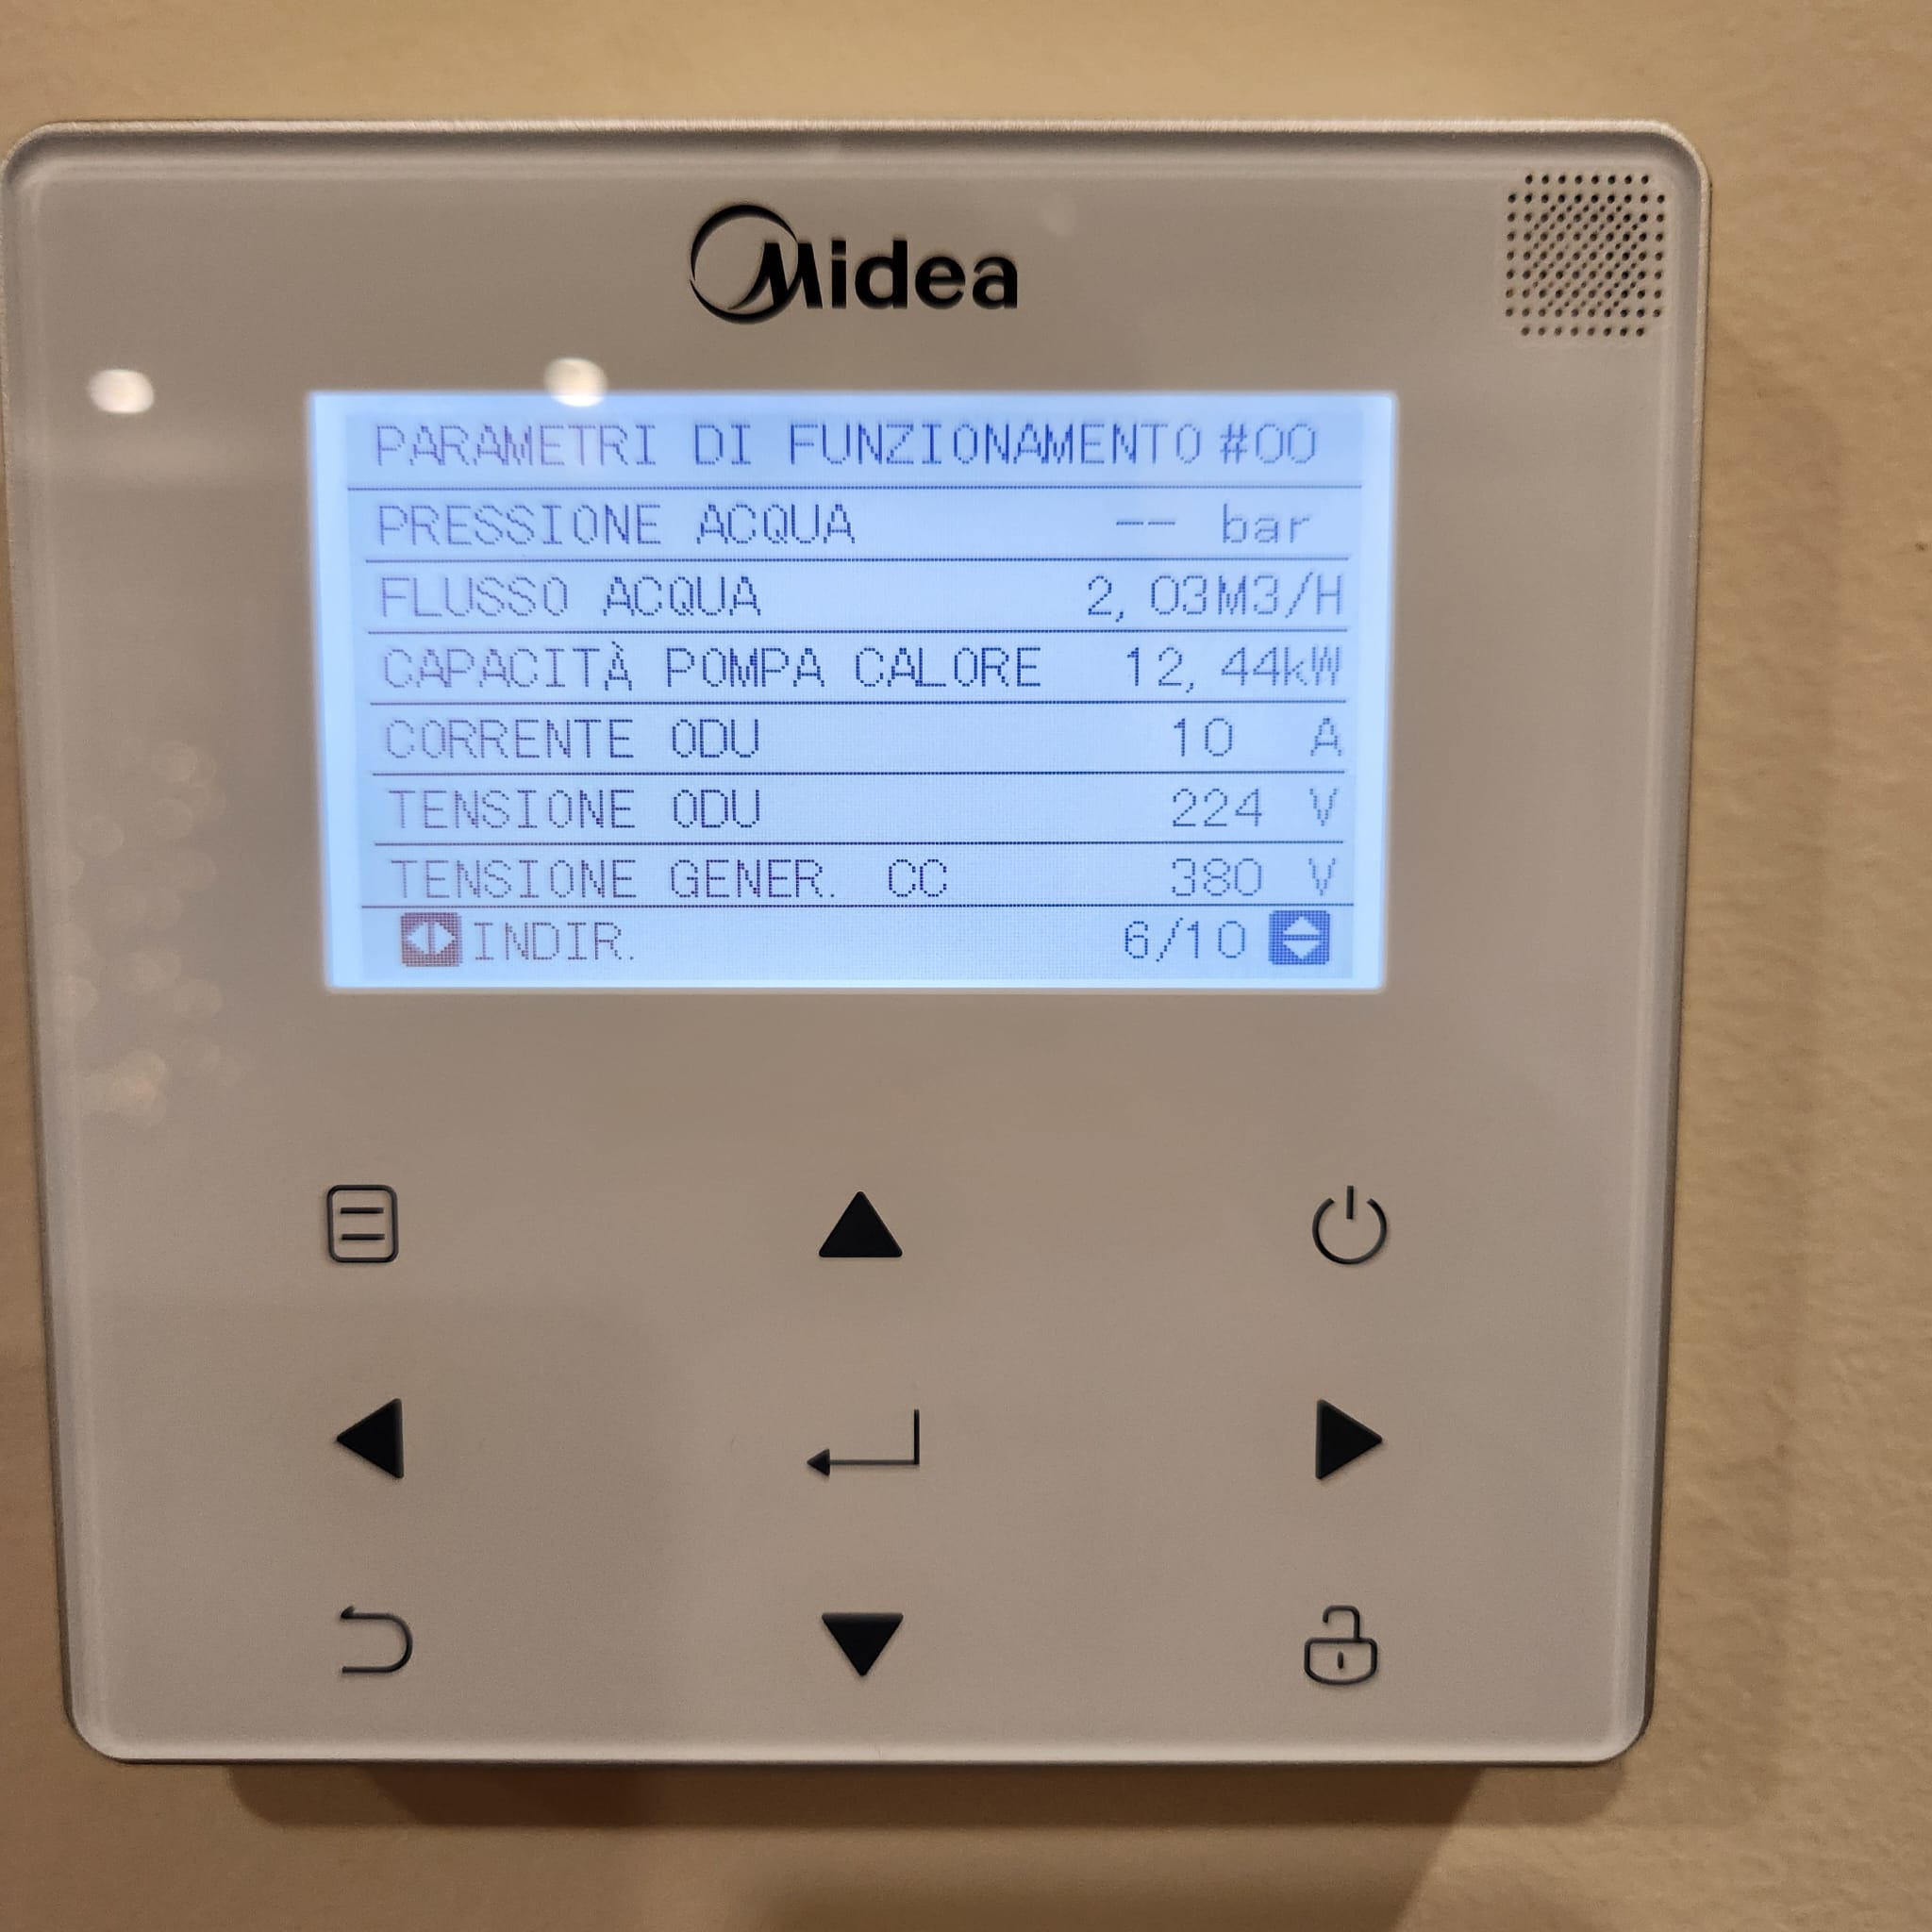 Midea
PARAMETRI DI FUNZIONAMENTO #00
PRESSIONE ACQUA -- bar
FLUSSO ACQUA 2,03M3/H
CAPACITÀ POMPA CALORE 12,44kW
CORRENTE ODU 10 A
TENSIONE ODU 224 V
TENSIONE GENER. CC 380 V
INDIR. 6/10